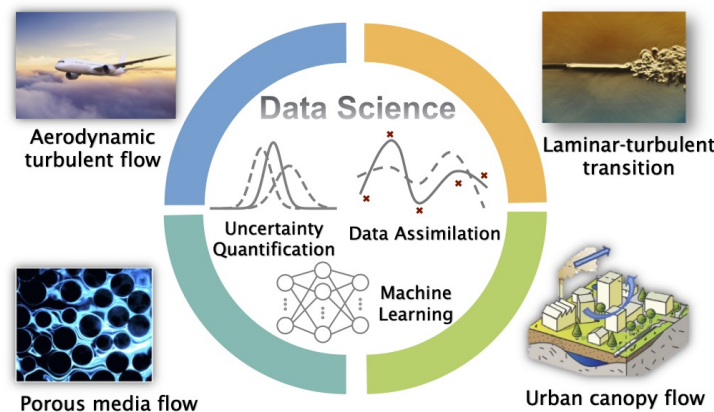 Data Science
Aerodynamic
turbulent flow
Laminar-turbulent
transition
Uncertainty
Quantification
Data Assimilation
Machine
Learning
Porous media flow
Urban canopy flow